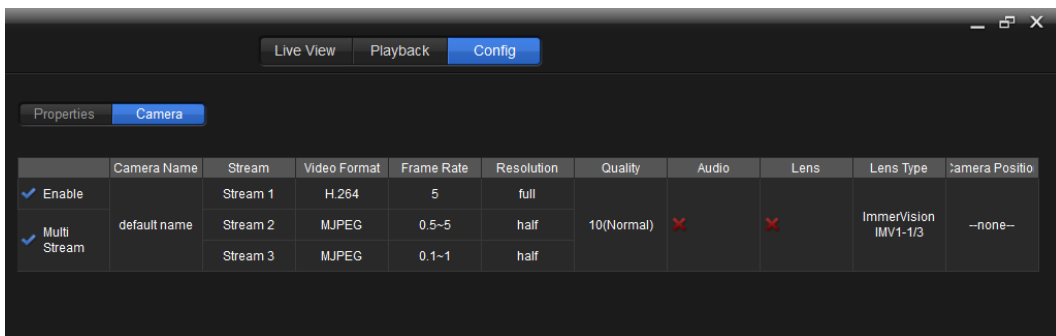 Live View Playback Config
Properties Camera
Camera Name Stream Video Format Frame Rate Resolution Quality Audio Lens Lens Type Camera Positio
Enable Stream 1 H.264 5 full
Multi Stream default name Stream 2 MJPEG 0.5~5 half 10(Normal) ImmerVision IMV1-1/3 --none--
Stream 3 MJPEG 0.1~1 half